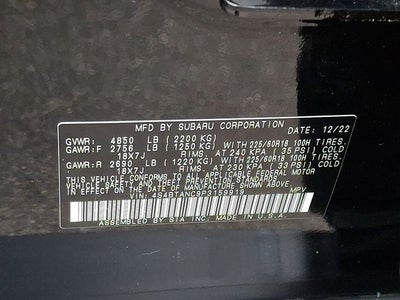 MFD BY SUBARU CORPORATION DATE: 12/22
GVWR: 4850 LB (2200 KG)
GAWR:F 2756 LB (1250 KG) WITH 225/60R18 100H TIRES,
18X7J RIMS, AT 240 KPA (35 PSI) COLD
GAWR:R 2690 LB (1220 KG) WITH 225/60R18 100H TIRES,
18X7J RIMS, AT 230 KPA (33 PSI) COLD
THIS VEHICLE CONFORMS TO ALL APPLICABLE FEDERAL MOTOR
VEHICLE SAFETY, BUMPER, AND THEFT PREVENTION STANDARDS
IN EFFECT ON THE DATE OF MANUFACTURE SHOWN ABOVE.
VIN: 4S4BTANC9P3159919 MPV
ASSEMBLED BY SIA, INC. MADE IN U.S.A.